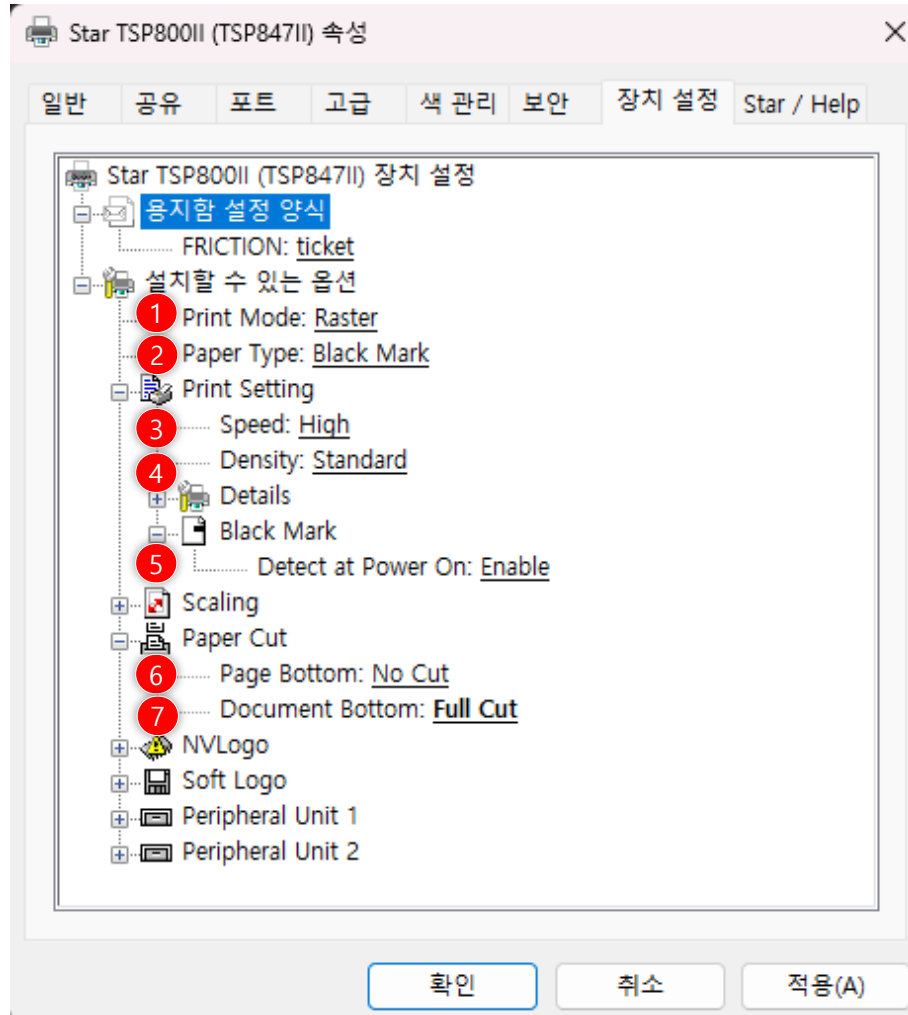 Star TSP800II (TSP847II) 속성
일반 공유 포트 고급 색 관리 보안 장치 설정 Star / Help
Star TSP800II (TSP847II) 장치 설정
용지함 설정 양식
FRICTION: ticket
설치할 수 있는 옵션
1 Print Mode: Raster
2 Paper Type: Black Mark
Print Setting
3 Speed: High
4 Density: Standard
Details
Black Mark
5 Detect at Power On: Enable
Scaling
Paper Cut
6 Page Bottom: No Cut
7 Document Bottom: Full Cut
NVLogo
Soft Logo
Peripheral Unit 1
Peripheral Unit 2
확인 취소 적용(A)